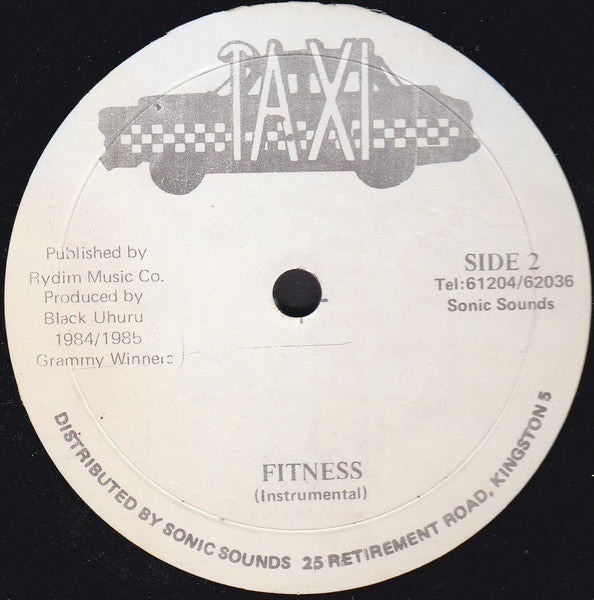 TAXI
Published by
Rydim Music Co.
Produced by
Black Uhuru
1984/1985
Grammy Winners
SIDE 2
Tel:61204/62036
Sonic Sounds
FITNESS
(Instrumental)
DISTRIBUTED BY SONIC SOUNDS 25 RETIREMENT ROAD, KINGSTON 5